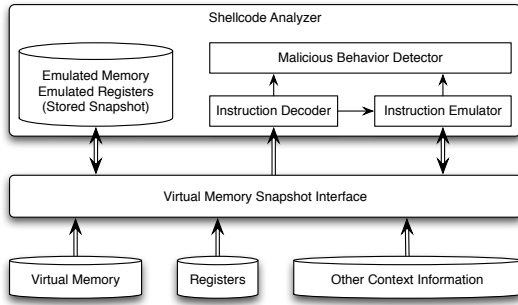 Shellcode Analyzer
Emulated Memory
Emulated Registers
(Stored Snapshot)
Malicious Behavior Detector
Instruction Decoder
Instruction Emulator
Virtual Memory Snapshot Interface
Virtual Memory
Registers
Other Context Information